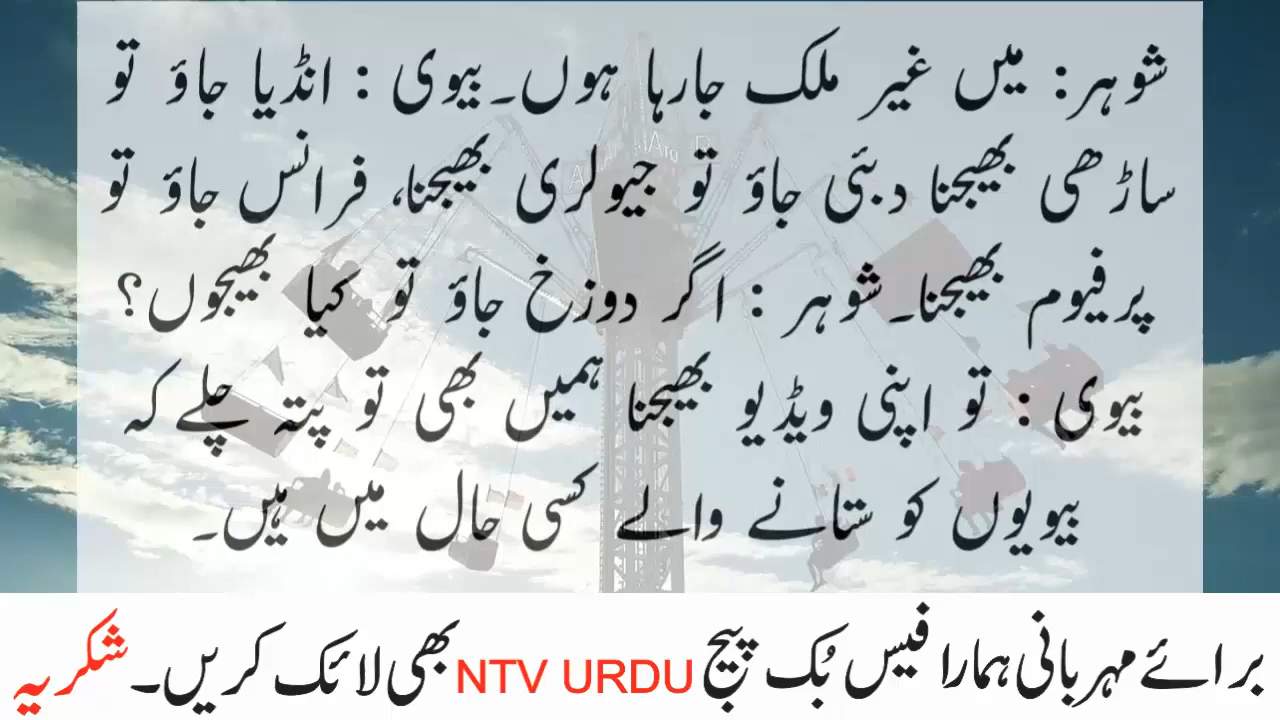 شوہر: میں غیر ملک جارہا ہوں۔ بیوی : انڈیا جاؤ تو
ساڑھی بھیجنا دبئی جاؤ تو جیولری بھیجنا، فرانس جاؤ تو
پرفیوم بھیجنا۔ شوہر : اگر دوزخ جاؤ تو کیا بھیجوں؟
بیوی : تو اپنی ویڈیو بھیجنا ہمیں بھی تو پتہ چلے کہ
بیویوں کو ستانے والے کسی حال میں ہیں۔
برائے مہربانی ہمارا فیس بُک پیج NTV URDU بھی لائک کریں۔ شکریہ